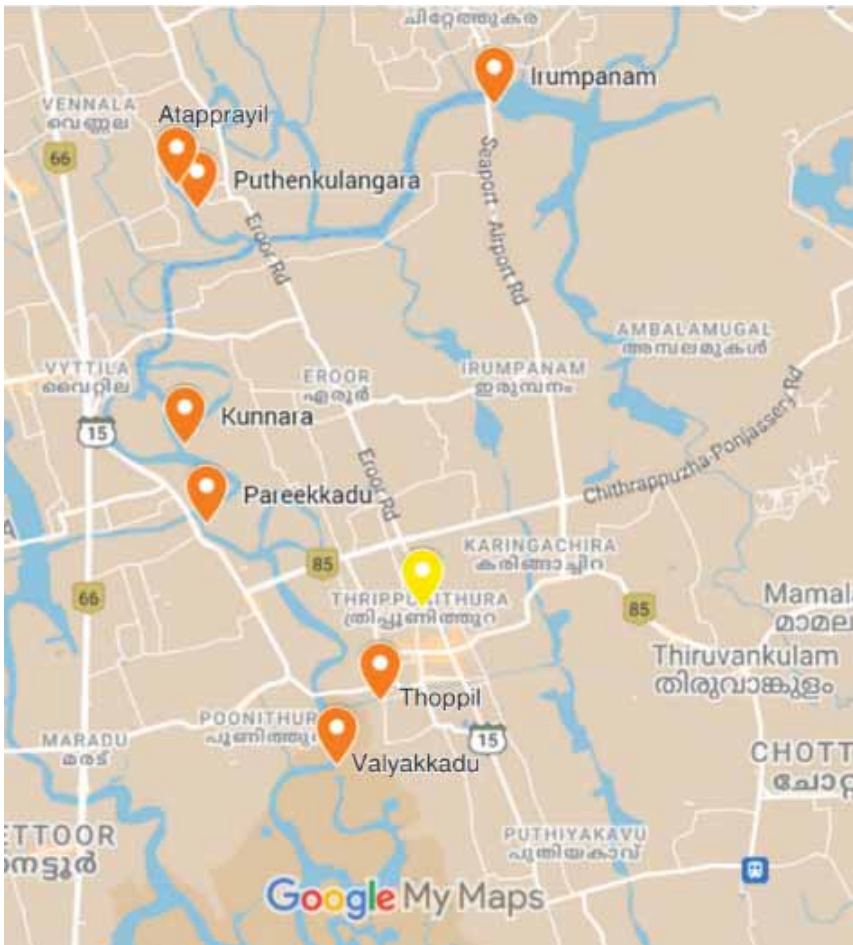 ചിറ്റേത്തുകര
Irumpanam
VENNALA
വെണ്ണല
Atapprayil
66
Puthenkulangara
Seaport - Airport Rd
Eroor Rd
AMBALAMUGAL
അമ്പലമുകൾ
VYTTILA
വൈറ്റില
EROOR
എരൂർ
IRUMPANAM
ഇരുമ്പനം
Kunnara
15
Eroor Rd
Chithrappuzha-Ponjassery Rd
Pareekkadu
A
KARINGACHIRA
കരിങ്ങാച്ചിറ
85
66
THRIPPUNITHURA
ത്രിപ്പൂണിത്തുറ
85
Mamala
മാമല
Thiruvankulam
തിരുവാങ്കുളം
Thoppil
POONITHUR
പൂണിത്തുറ
15
MARADU
മരട്
Valyakkadu
CHOTT
ചോറ്റ
ETTOOR
നെട്ടൂർ
PUTHIYAKAVU
പുതിയകാവ്
Google My Maps